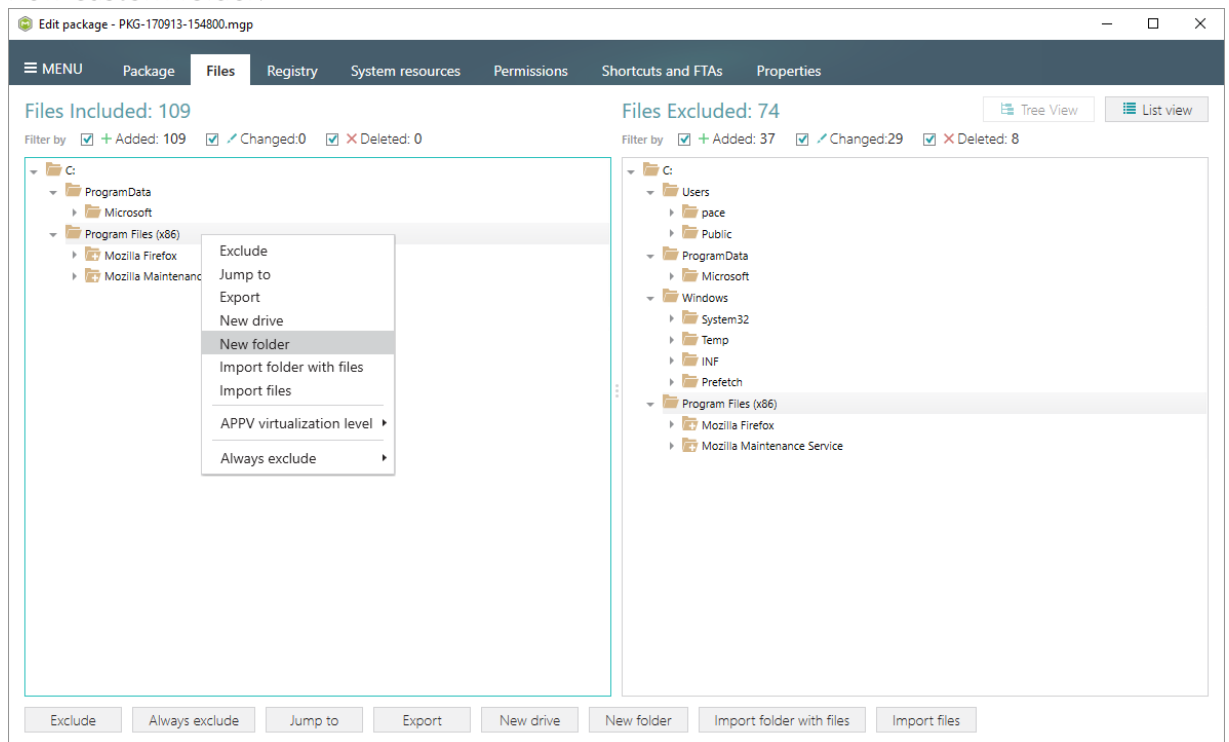 Edit package - PKG-170913-154800.mgp
MENU Package Files Registry System resources Permissions Shortcuts and FTAs Properties
Files Included: 109
Filter by + Added: 109 Changed:0 Deleted: 0
C:
ProgramData
Microsoft
Program Files (x86)
Mozilla Firefox
Mozilla Maintenanc
Exclude
Jump to
Export
New drive
New folder
Import folder with files
Import files
APPV virtualization level
Always exclude
Files Excluded: 74
Tree View
List view
Filter by + Added: 37 Changed:29 Deleted: 8
C:
Users
pace
Public
ProgramData
Microsoft
Windows
System32
Temp
INF
Prefetch
Program Files (x86)
Mozilla Firefox
Mozilla Maintenance Service
Exclude Always exclude Jump to Export New drive New folder Import folder with files Import files